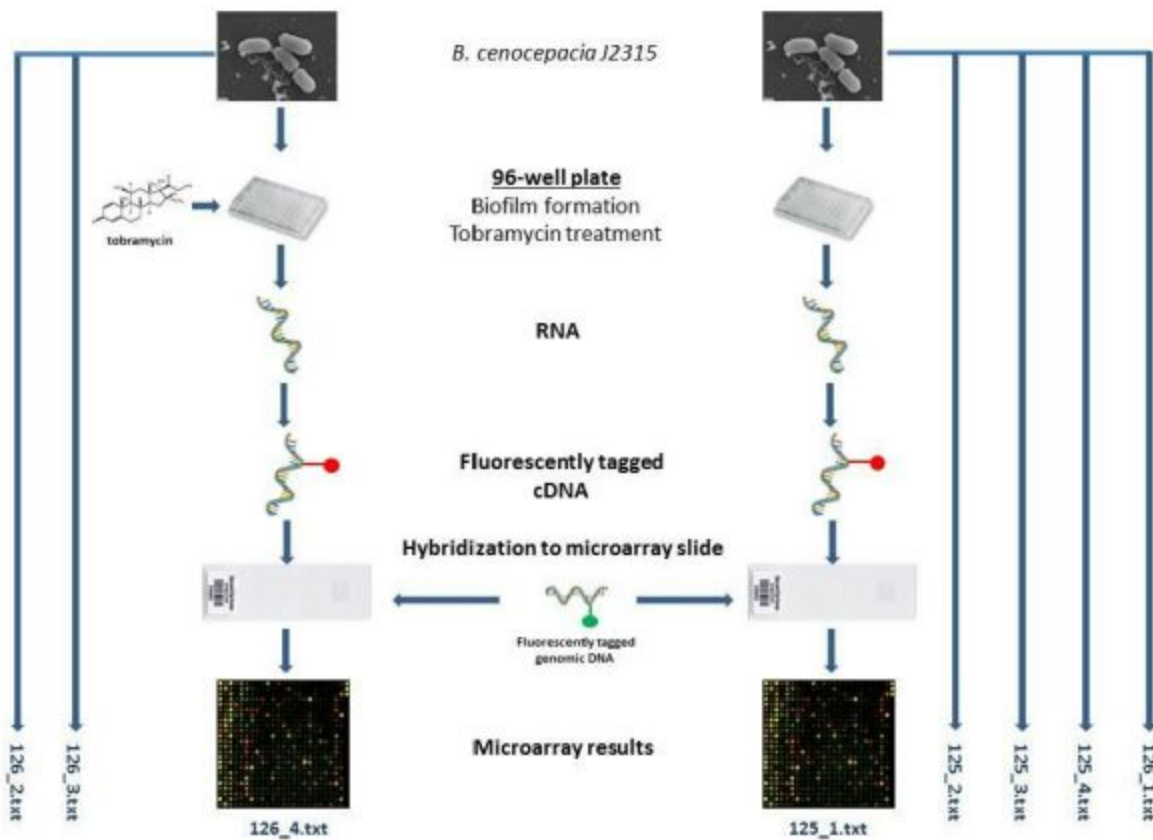 B. cenocepacia J2315
96-well plate
Biofilm formation
Tobramycin treatment
tobramycin
RNA
Fluorescently tagged
cDNA
Hybridization to microarray slide
Fluorescently tagged
genomic DNA
Microarray results
126_2.txt
126_3.txt
126_4.txt
125_1.txt
125_2.txt
125_3.txt
125_4.txt
126_1.txt